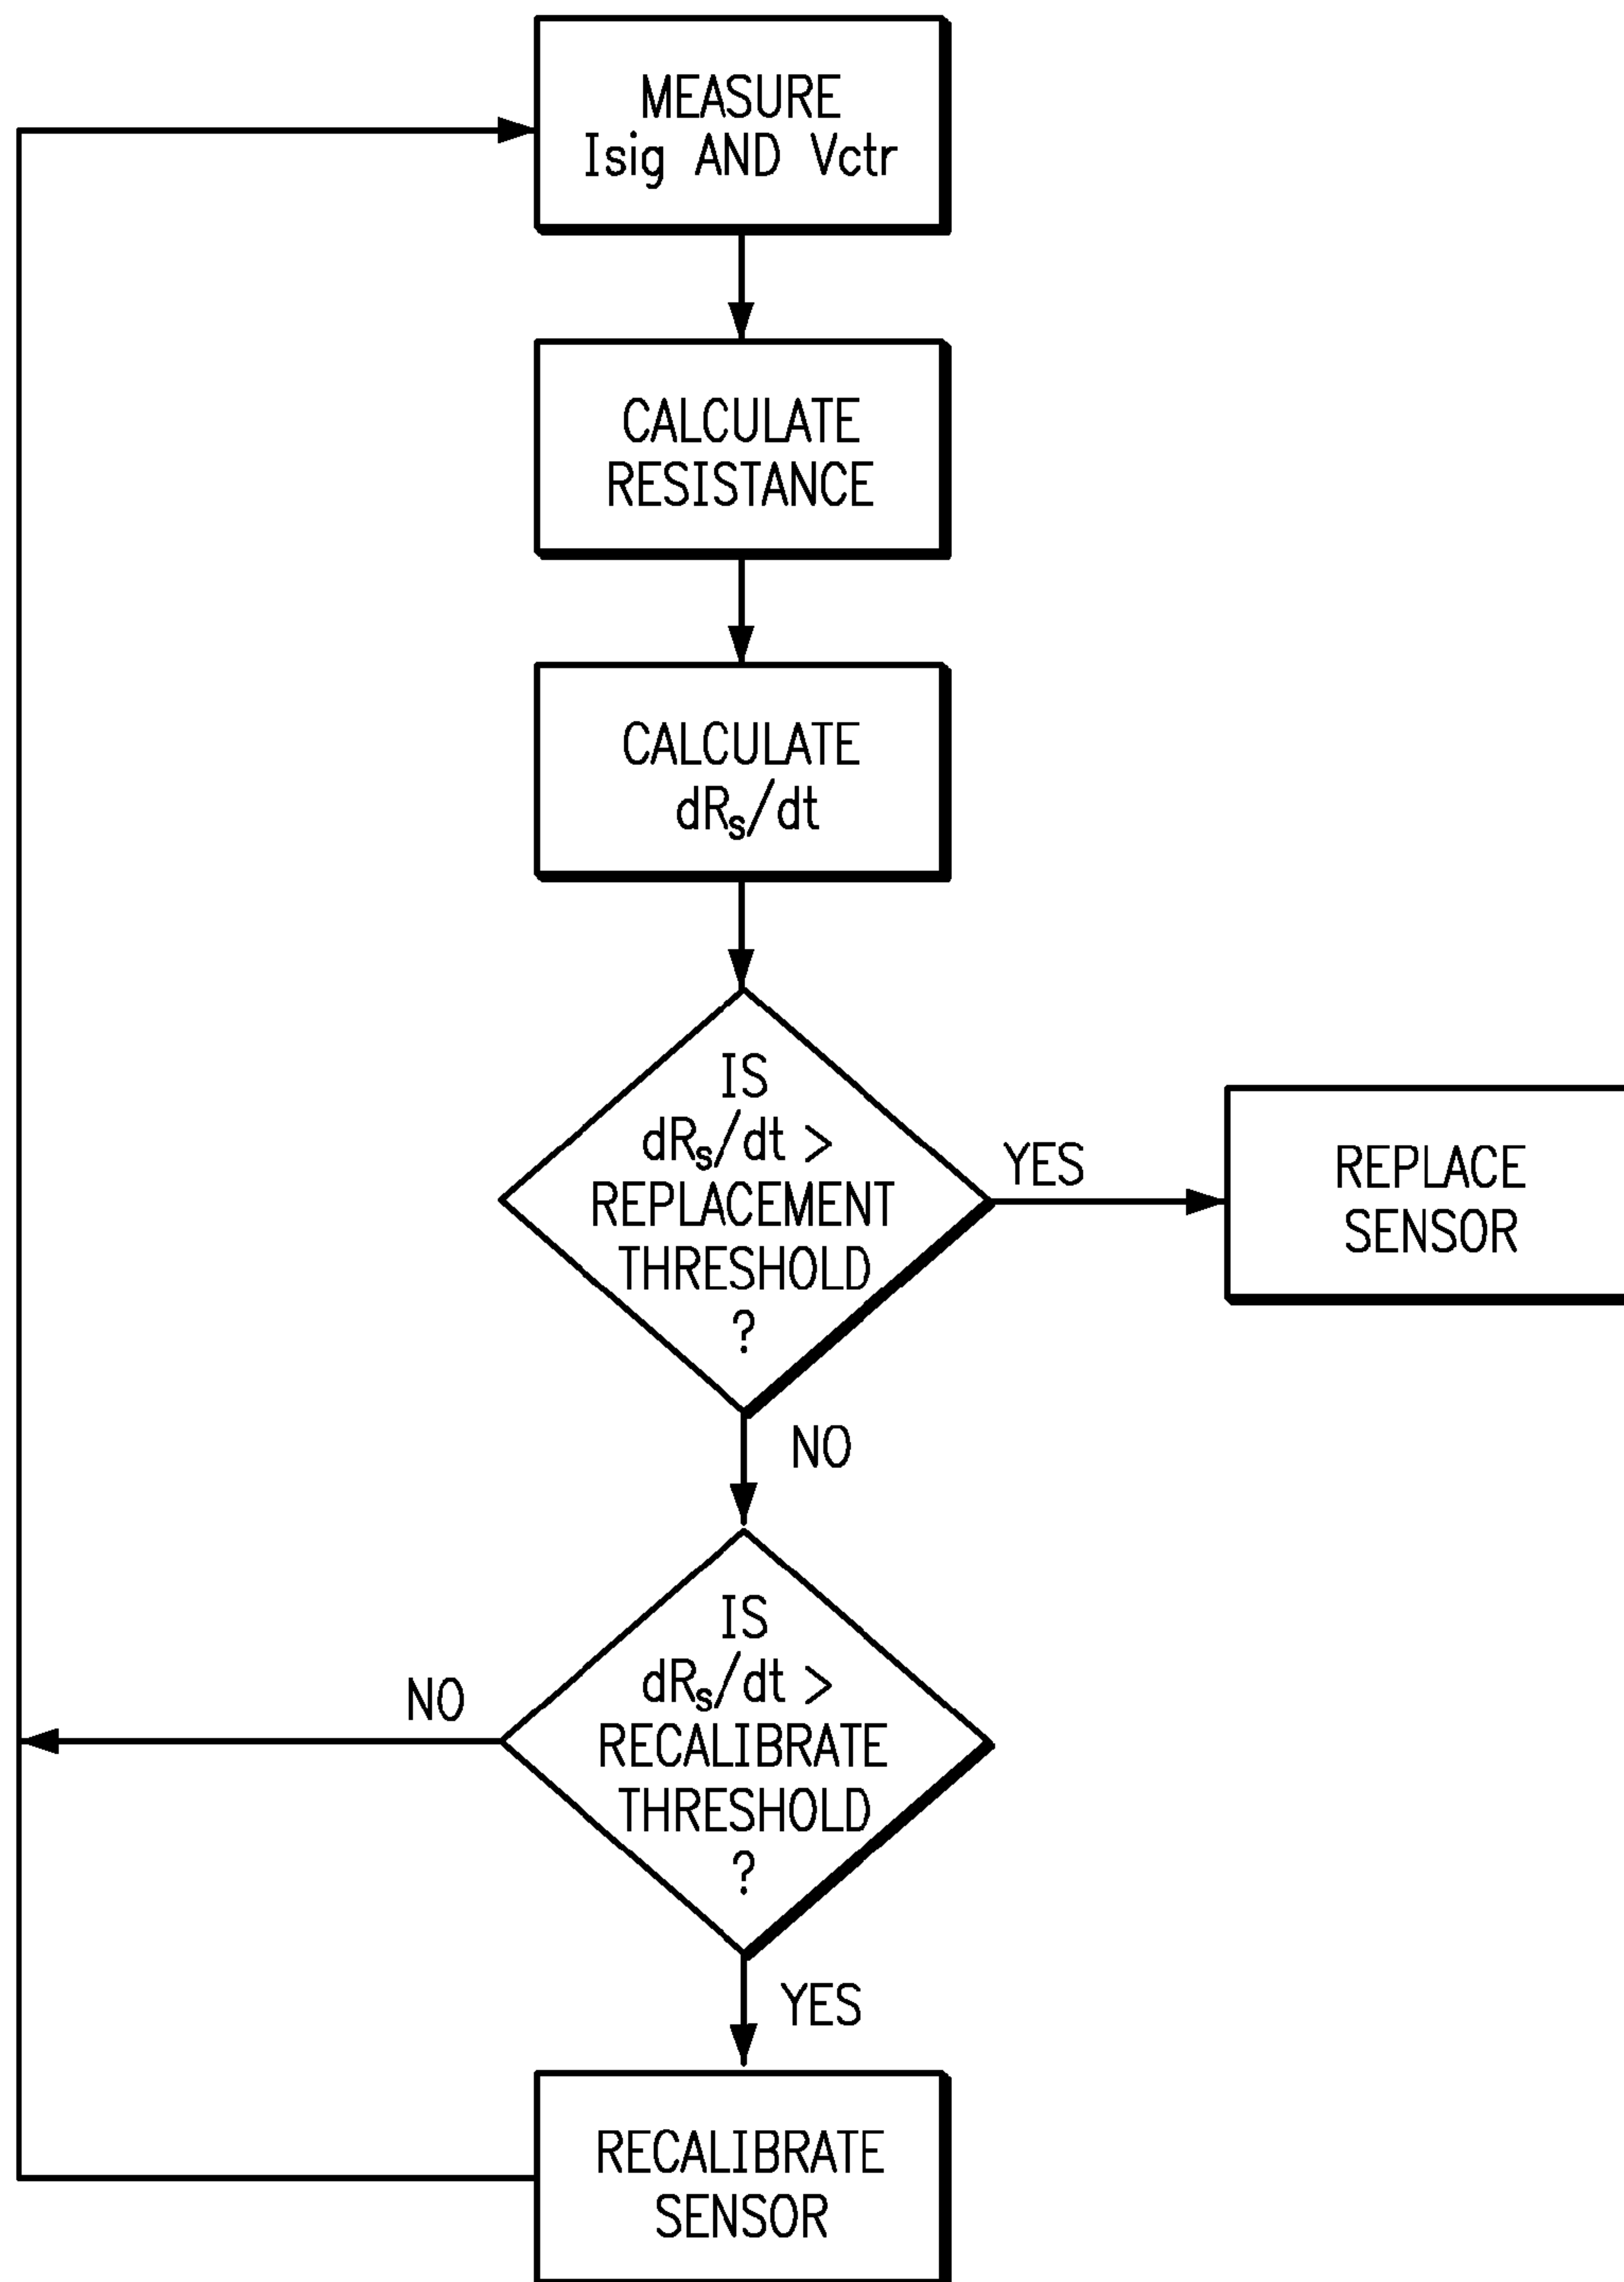 MEASURE
Isig AND Vctr
CALCULATE
RESISTANCE
CALCULATE
dRs/dt
IS
dRs/dt >
REPLACEMENT
THRESHOLD
?
YES
REPLACE
SENSOR
NO
IS
dRs/dt >
RECALIBRATE
THRESHOLD
?
NO
YES
RECALIBRATE
SENSOR